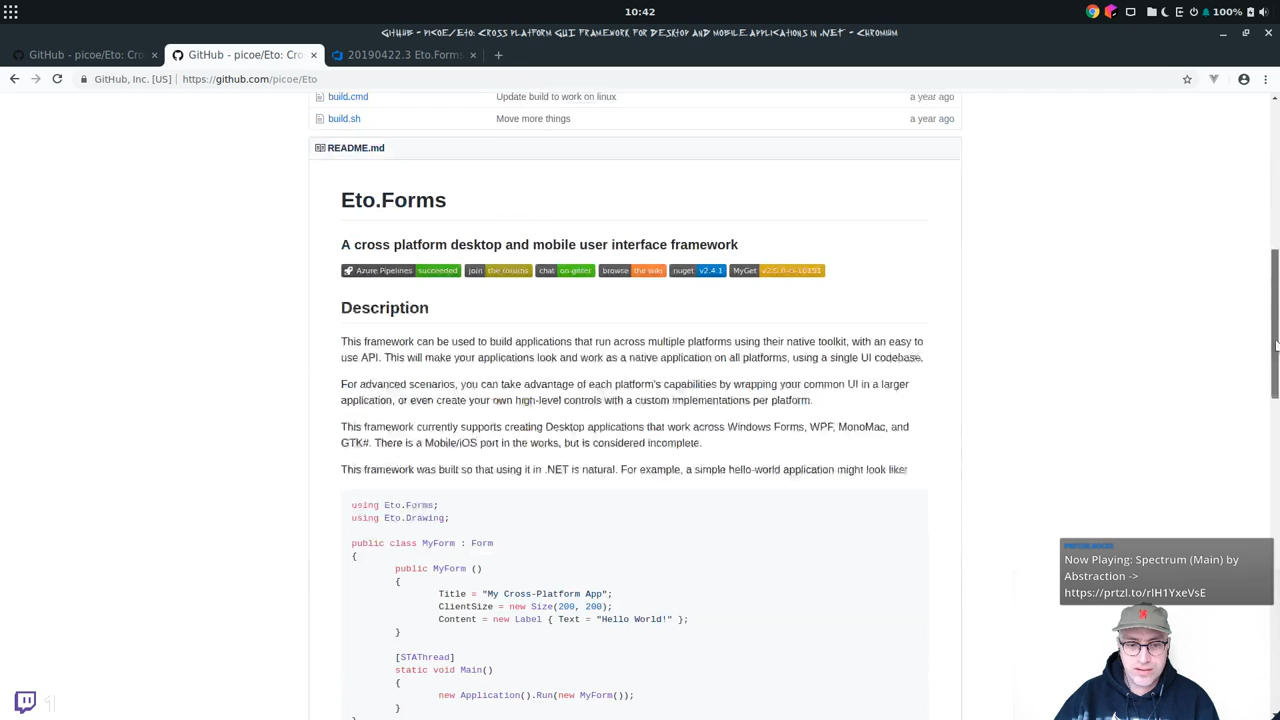 10:42
100%
GitHub - picoe/Eto: Cross platform GUI framework for desktop and mobile applications in .NET - Chromium
GitHub - picoe/Eto: Cro
GitHub - picoe/Eto: Cro
20190422.3 Eto.Forms
GitHub, Inc. [US]
https://github.com/picoe/Eto
build.cmd Update build to work on linux a year ago
build.sh Move more things a year ago
README.md
Eto.Forms
A cross platform desktop and mobile user interface framework
Azure Pipelines succeeded join the forums chat on gitter browse the wiki nuget v2.4.1 MyGet
Description
This framework can be used to build applications that run across multiple platforms using their native toolkit, with an easy to
use API. This will make your applications look and work as a native application on all platforms, using a single UI codebase.
For advanced scenarios, you can take advantage of each platform's capabilities by wrapping your common UI in a larger
application, or even create your own high-level controls with a custom implementations per platform.
This framework currently supports creating Desktop applications that work across Windows Forms, WPF, MonoMac, and
GTK#. There is a Mobile/iOS port in the works, but is considered incomplete.
This framework was built so that using it in .NET is natural. For example, a simple hello-world application might look like:
using Eto.Forms;
using Eto.Drawing;
public class MyForm : Form
{
public MyForm ()
{
Title = "My Cross-Platform App";
ClientSize = new Size(200, 200);
Content = new Label { Text = "Hello World!" };
}
[STAThread]
static void Main()
{
new Application().Run(new MyForm());
}
Now Playing: Spectrum (Main) by
Abstraction ->
https://prtzl.to/rlH1YxeVsE
1